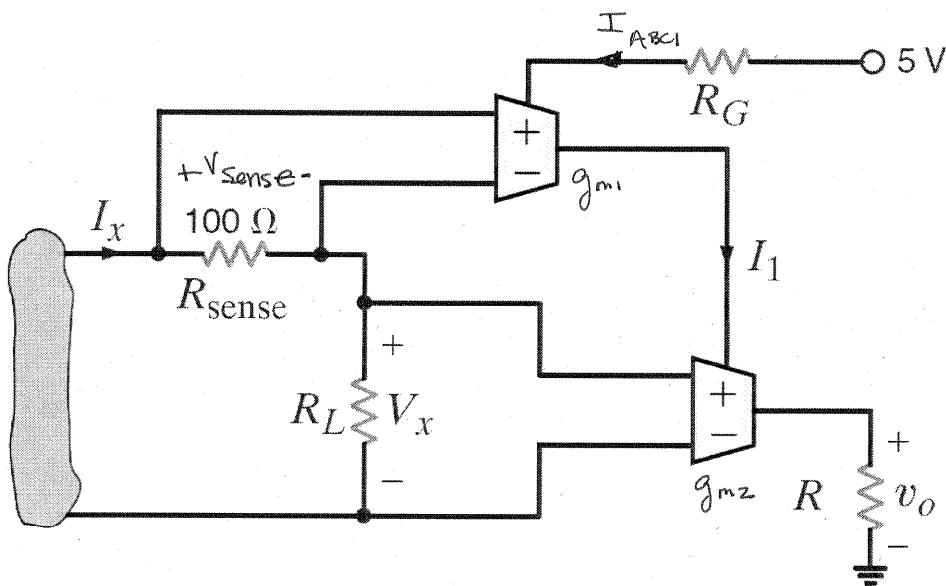 I_ABC1
5 V
R_G
+
−
g_m1
+V_sense-
100 Ω
I_x
R_sense
I_1
+
R_L V_x
−
+
−
g_m2
+
R v_o
−